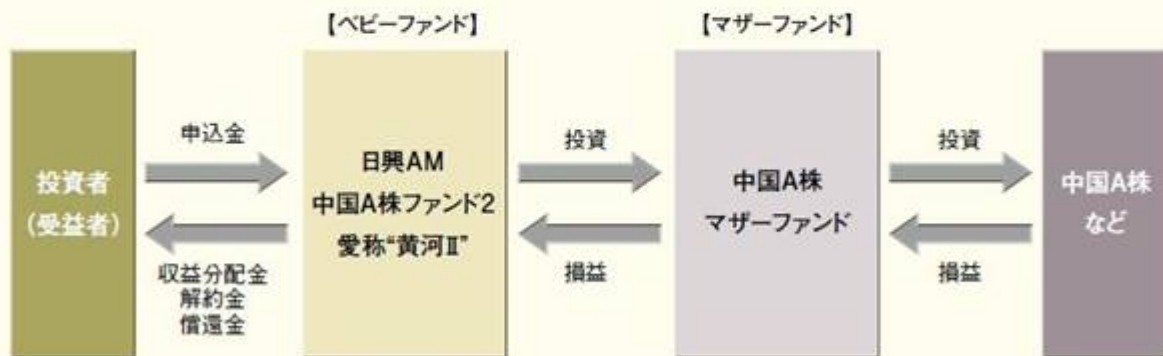 【ベビーファンド】
【マザーファンド】
投資者
(受益者)
申込金
収益分配金
解約金
償還金
日興AM
中国A株ファンド2
愛称“黄河Ⅱ”
投資
損益
中国A株
マザーファンド
投資
損益
中国A株
など